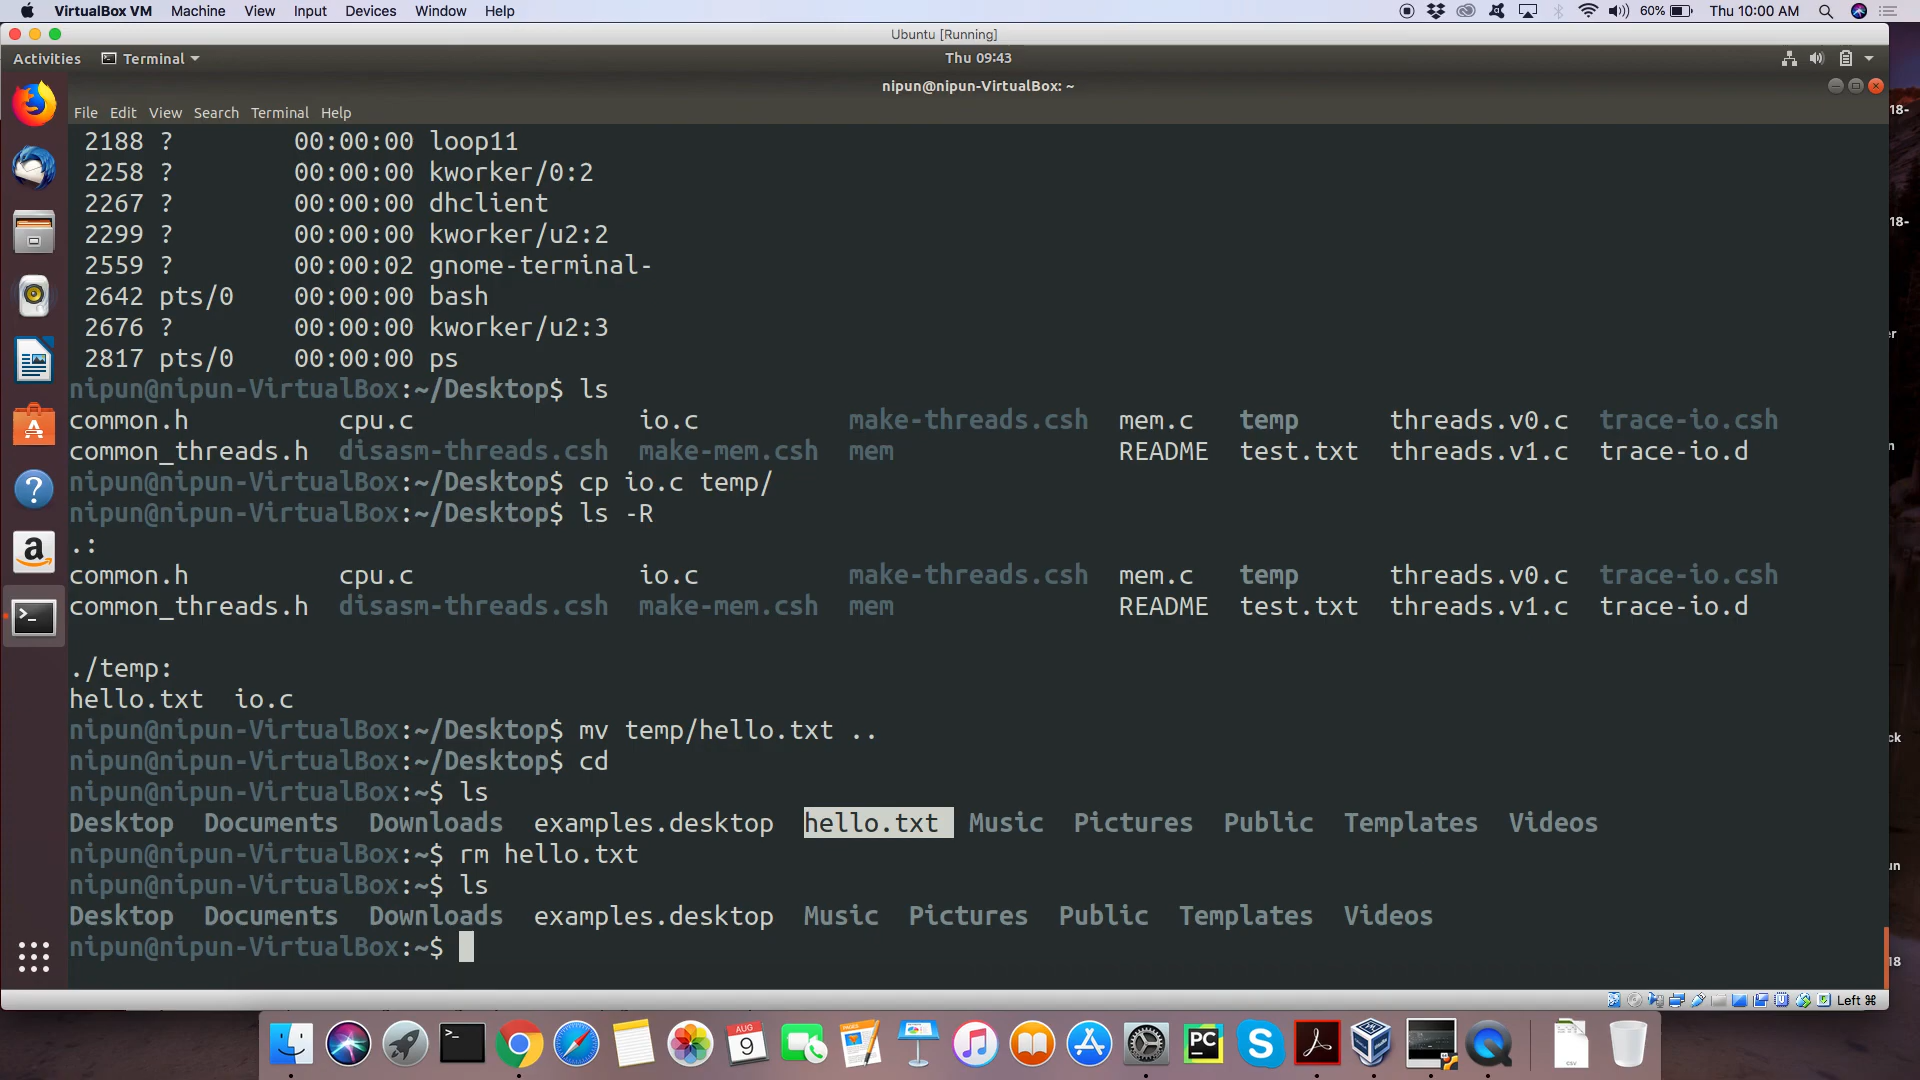 VirtualBox VM Machine View Input Devices Window Help 60% Thu 10:00 AM
Ubuntu [Running]
Activities Terminal Thu 09:43
nipun@nipun-VirtualBox: ~
File Edit View Search Terminal Help
2188 ? 00:00:00 loop11
2258 ? 00:00:00 kworker/0:2
2267 ? 00:00:00 dhclient
2299 ? 00:00:00 kworker/u2:2
2559 ? 00:00:02 gnome-terminal-
2642 pts/0 00:00:00 bash
2676 ? 00:00:00 kworker/u2:3
2817 pts/0 00:00:00 ps
nipun@nipun-VirtualBox:~/Desktop$ ls
common.h cpu.c io.c make-threads.csh mem.c temp threads.v0.c trace-io.csh
common_threads.h disasm-threads.csh make-mem.csh mem README test.txt threads.v1.c trace-io.d
nipun@nipun-VirtualBox:~/Desktop$ cp io.c temp/
nipun@nipun-VirtualBox:~/Desktop$ ls -R
.:
common.h cpu.c io.c make-threads.csh mem.c temp threads.v0.c trace-io.csh
common_threads.h disasm-threads.csh make-mem.csh mem README test.txt threads.v1.c trace-io.d
./temp:
hello.txt io.c
nipun@nipun-VirtualBox:~/Desktop$ mv temp/hello.txt ..
nipun@nipun-VirtualBox:~/Desktop$ cd
nipun@nipun-VirtualBox:~$ ls
Desktop Documents Downloads examples.desktop hello.txt Music Pictures Public Templates Videos
nipun@nipun-VirtualBox:~$ rm hello.txt
nipun@nipun-VirtualBox:~$ ls
Desktop Documents Downloads examples.desktop Music Pictures Public Templates Videos
nipun@nipun-VirtualBox:~$
Left ⌘
AUG
9
PC